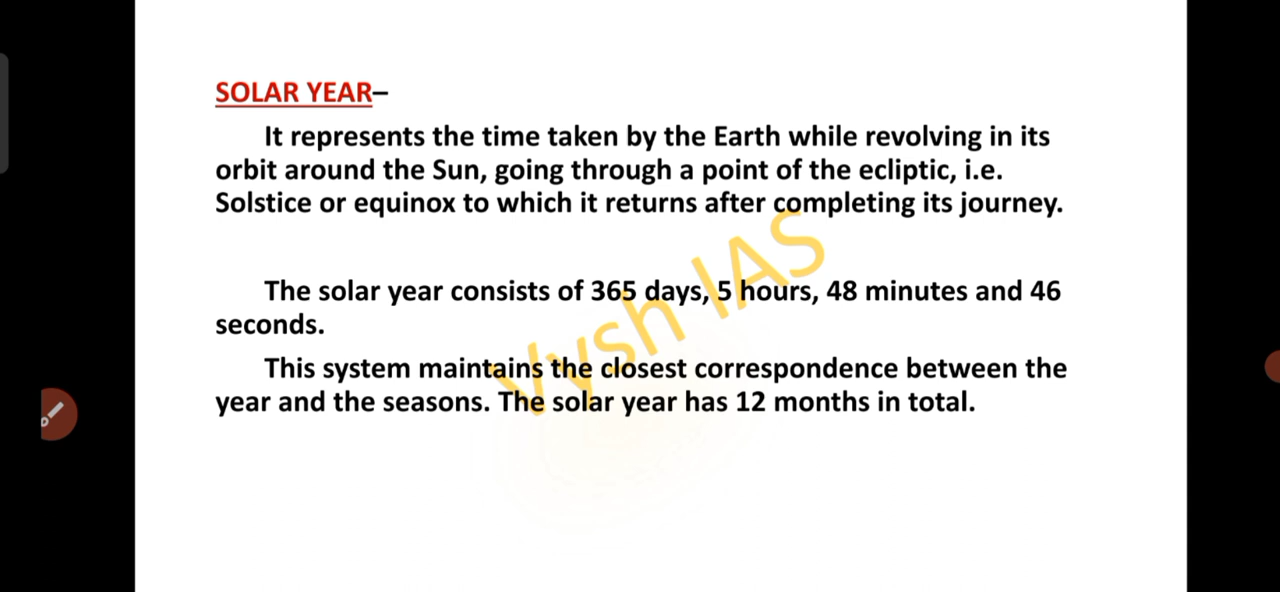 SOLAR YEAR–
It represents the time taken by the Earth while revolving in its
orbit around the Sun, going through a point of the ecliptic, i.e.
Solstice or equinox to which it returns after completing its journey.
The solar year consists of 365 days, 5 hours, 48 minutes and 46
seconds.
This system maintains the closest correspondence between the
year and the seasons. The solar year has 12 months in total.
Vysh IAS